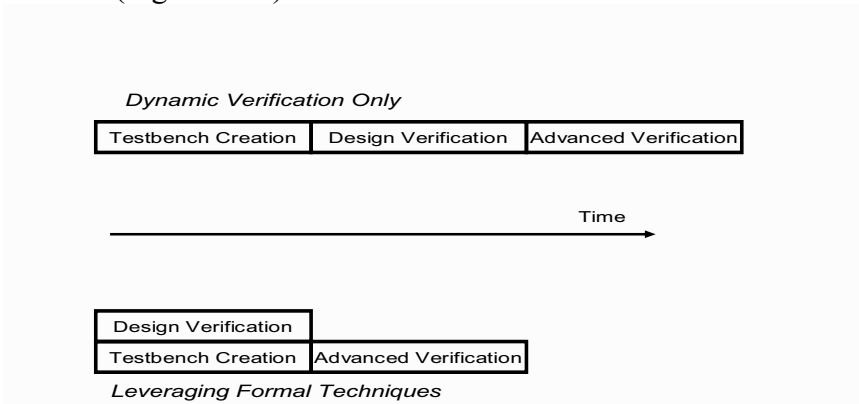 Dynamic Verification Only
Testbench Creation Design Verification Advanced Verification
Time
Design Verification
Testbench Creation Advanced Verification
Leveraging Formal Techniques